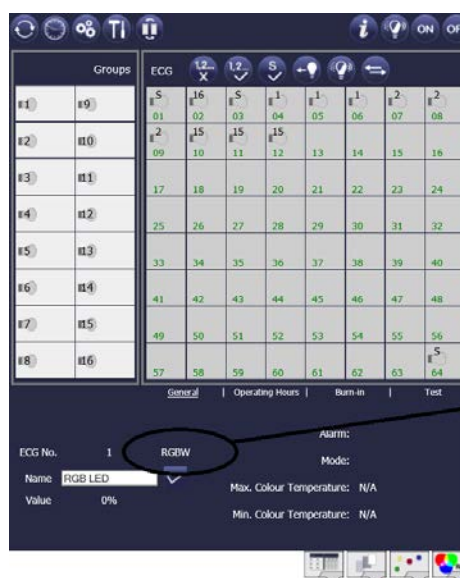 TI i ON OF
Groups ECG 1,2... X 1,2... S
1 9 S 16 S 1 1 1 2 2
01 02 03 04 05 06 07 08
2 10 2 15 15 15
09 10 11 12 13 14 15 16
3 11
17 18 19 20 21 22 23 24
4 12
25 26 27 28 29 30 31 32
5 13
33 34 35 36 37 38 39 40
6 14
41 42 43 44 45 46 47 48
7 15
49 50 51 52 53 54 55 56
8 16 S
57 58 59 60 61 62 63 64
General | Operating Hours | Burn-in | Test
Alarm:
ECG No. 1 RGBW
Mode:
Name RGB LED
Max. Colour Temperature: N/A
Value 0%
Min. Colour Temperature: N/A